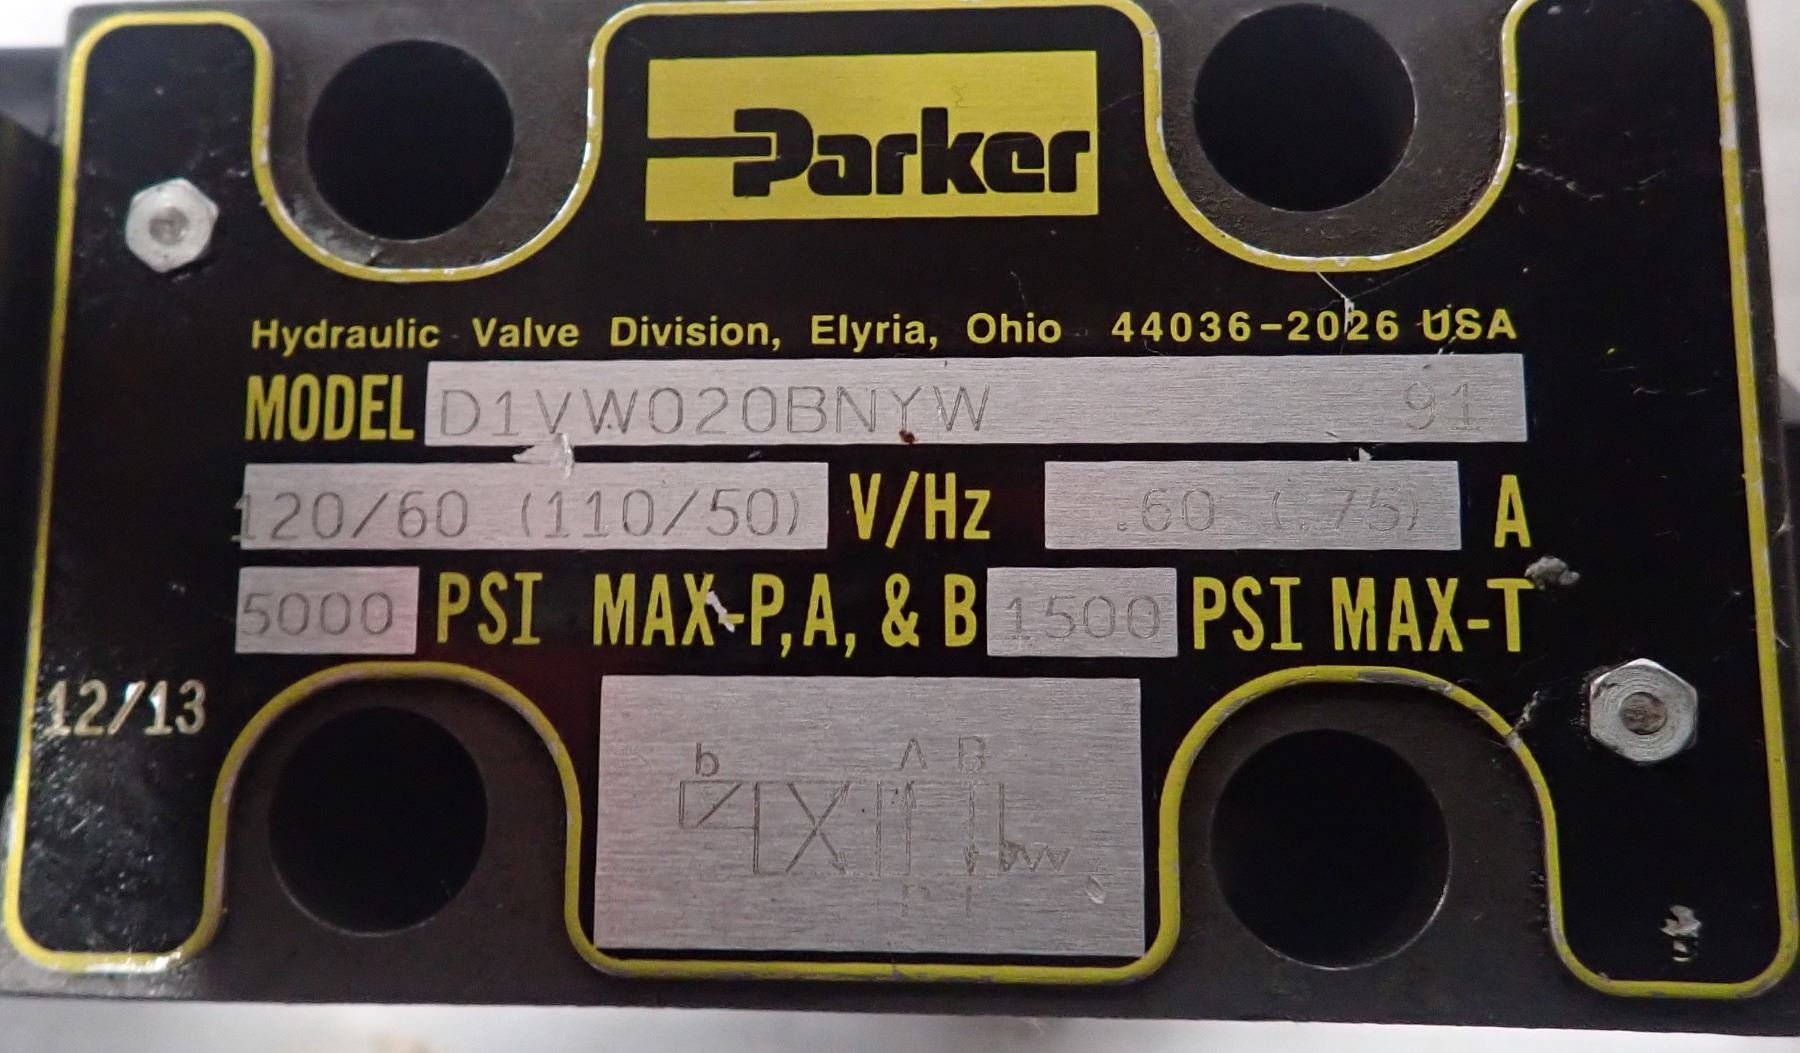 Parker
Hydraulic Valve Division, Elyria, Ohio 44036-2026 USA
MODEL D1VW020BNYW 91
120/60 (110/50) V/Hz .60 (.75) A
5000 PSI MAX-P,A, & B 1500 PSI MAX-T
12/13
b A B